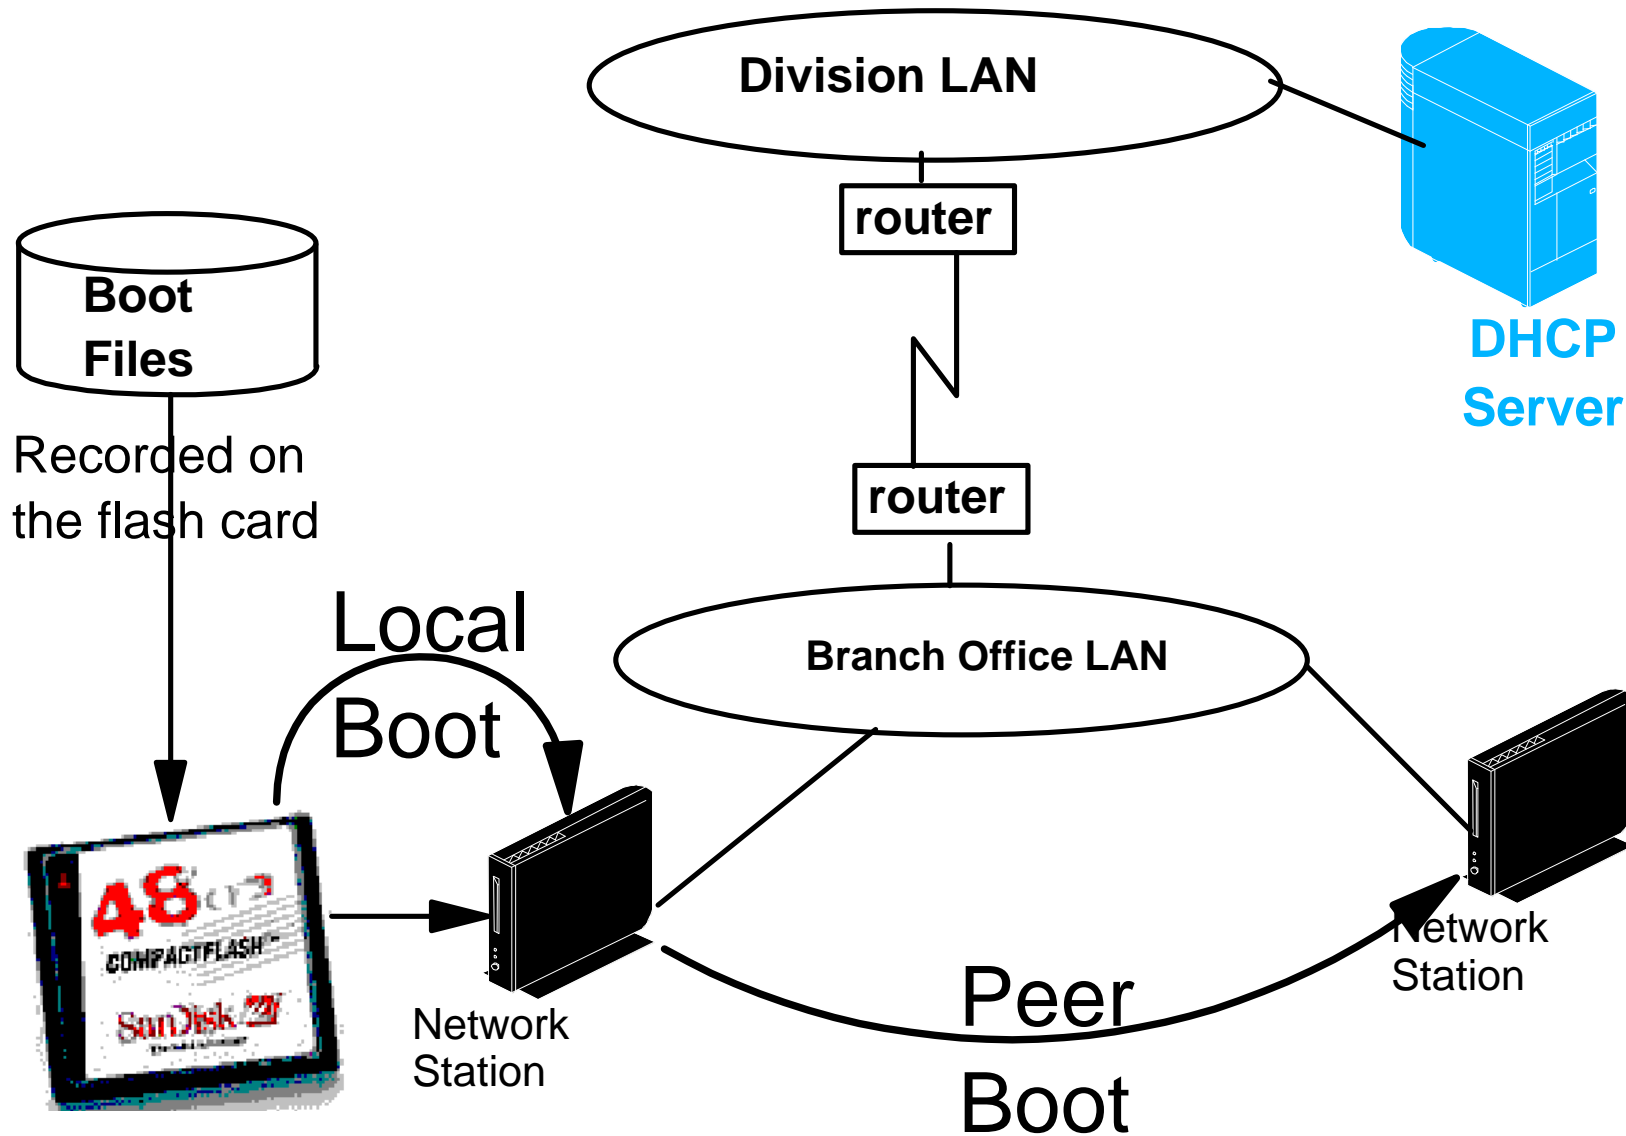 Division LAN
router
Boot
Files
DHCP
Server
Recorded on
the flash card
router
Local
Boot
Branch Office LAN
48
COMPACTFLASH™
SanDisk
Network
Station
Network
Station
Peer
Boot